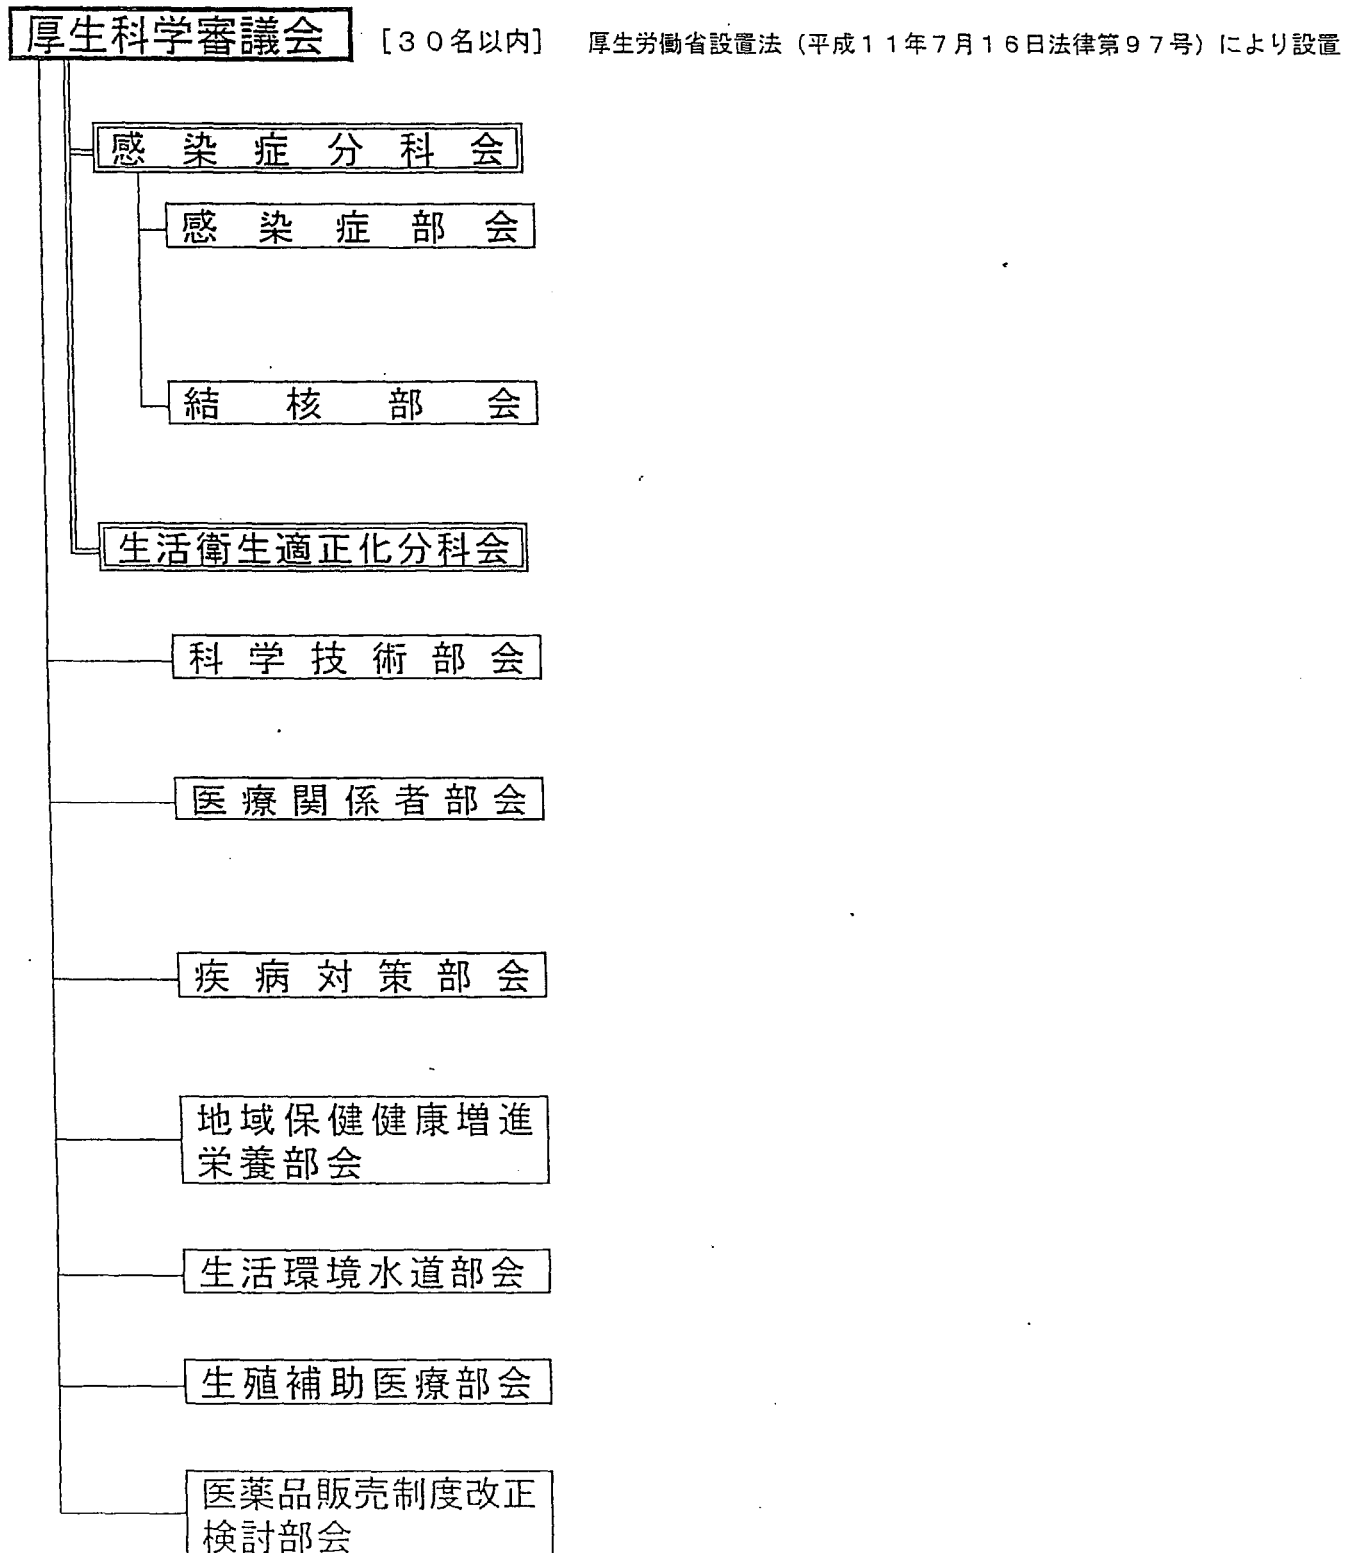 厚生科学審議会 [30名以内] 厚生労働省設置法(平成11年7月16日法律第97号)により設置
感染症分科会
感染症部会
結核部会
生活衛生適正化分科会
科学技術部会
医療関係者部会
疾病対策部会
地域保健健康増進
栄養部会
生活環境水道部会
生殖補助医療部会
医薬品販売制度改正
検討部会